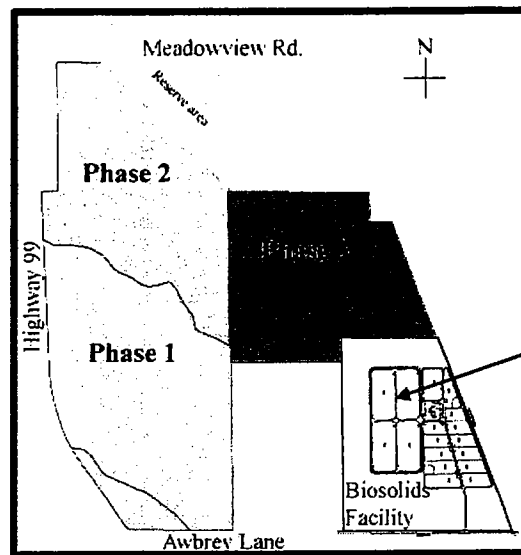 Meadowview Rd.
N
Reserve area
Phase 2
Highway 99
Phase 1
Biosolids
Facility
Awbrey Lane